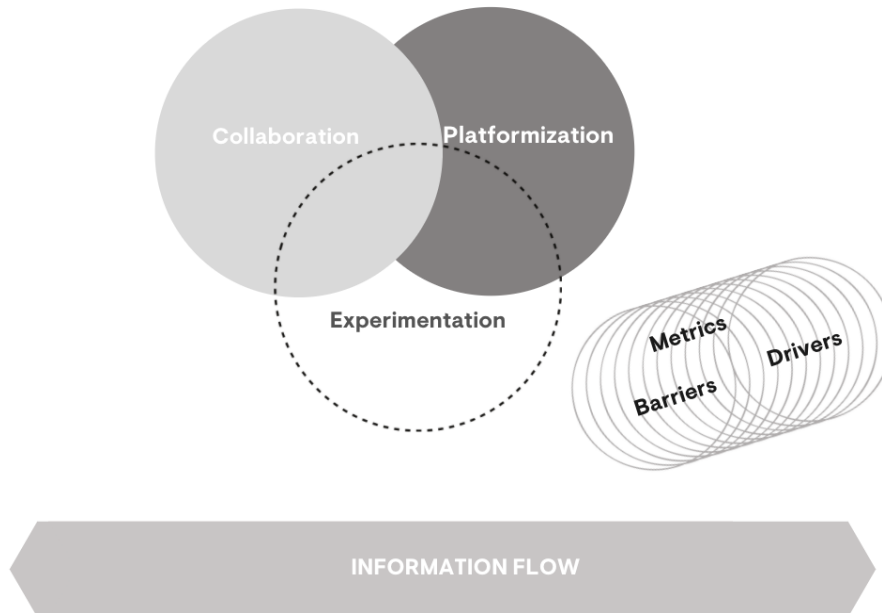 Collaboration
Platformization
Experimentation
Metrics
Drivers
Barriers
INFORMATION FLOW